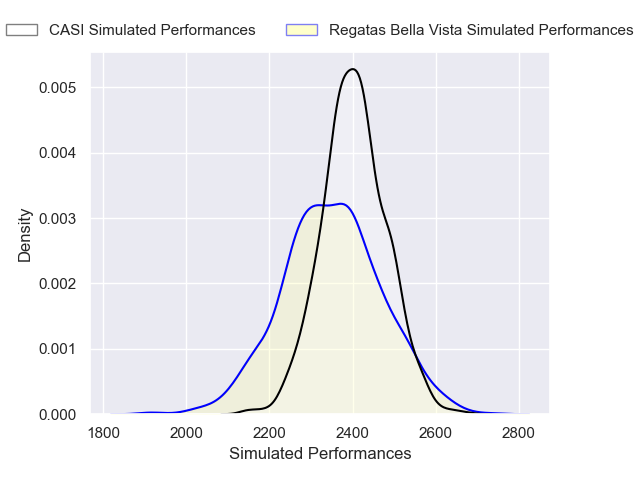 CASI Simulated Performances Regatas Bella Vista Simulated Performances
0.005
0.004
0.003
0.002
0.001
0.000
Density
1800 2000 2200 2400 2600 2800
Simulated Performances